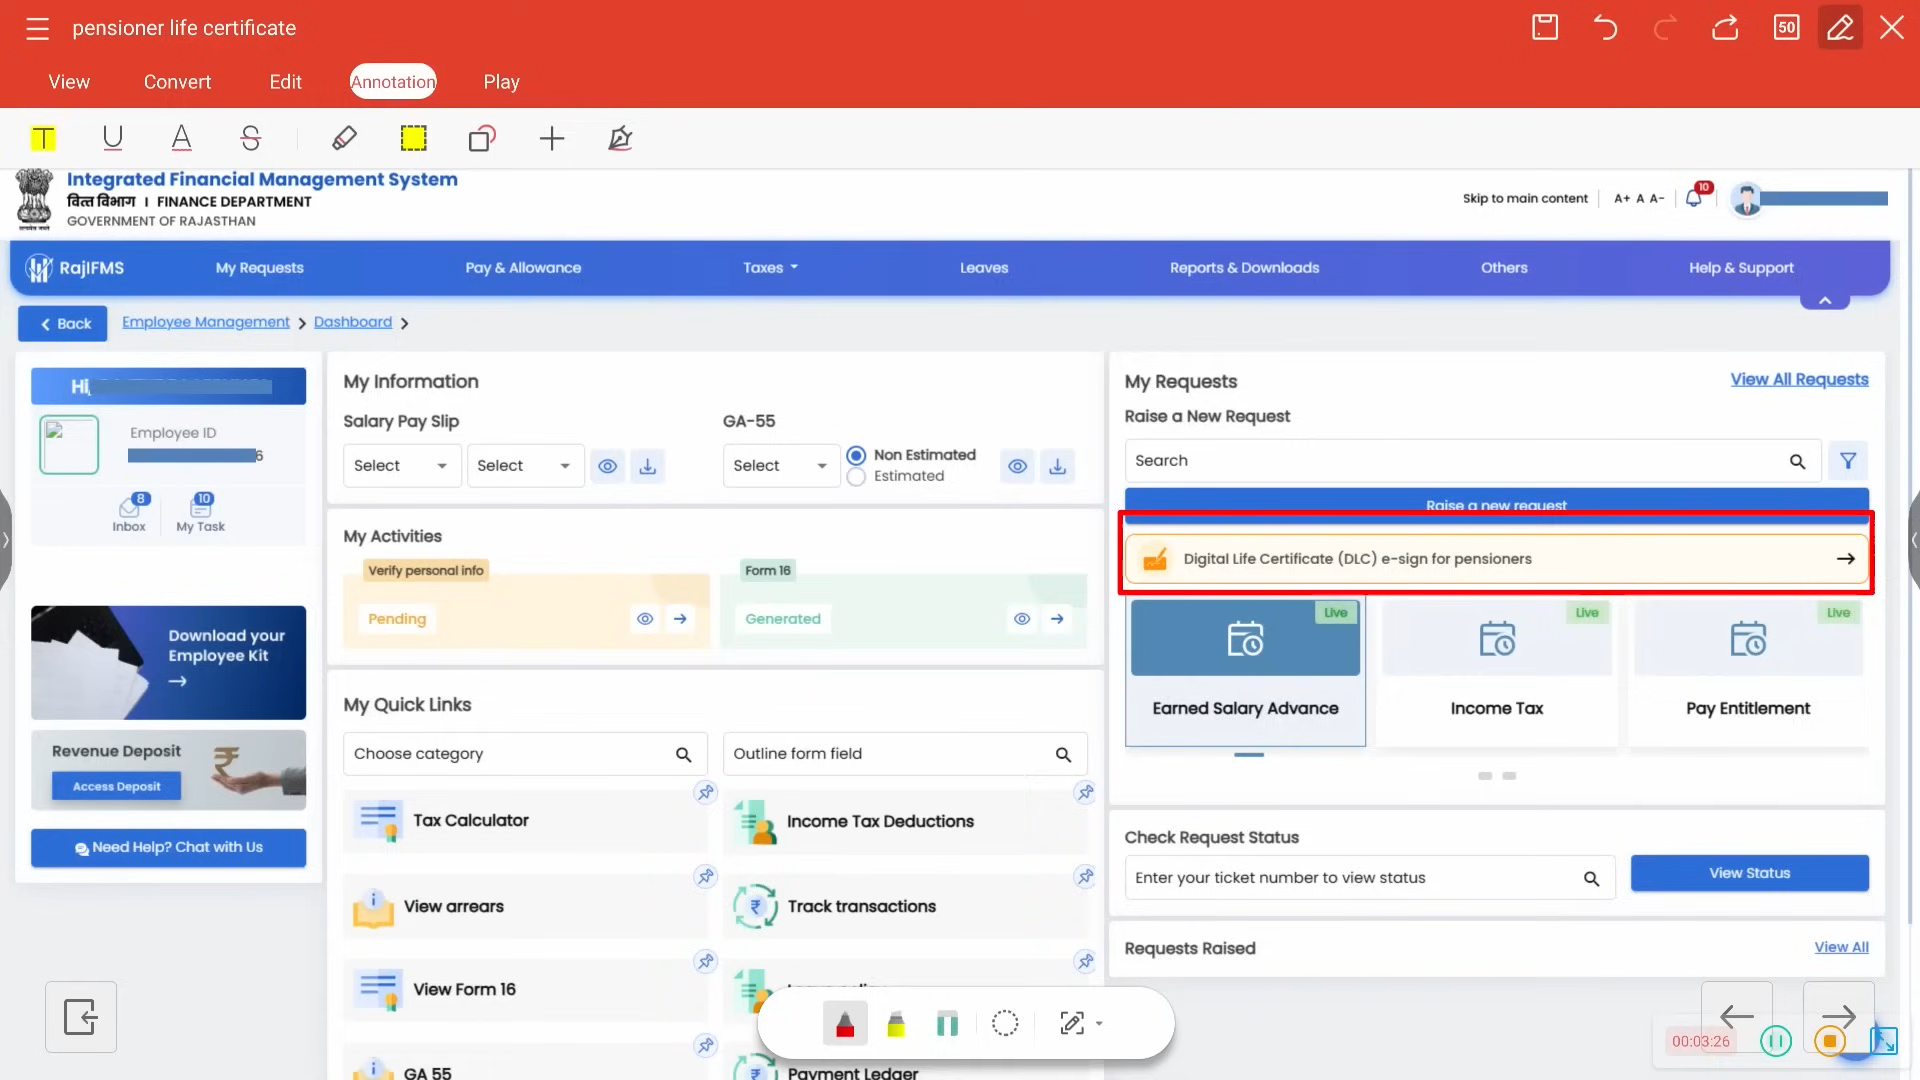 pensioner life certificate
50
View
Convert
Edit
Annotation
Play
T U A S
Integrated Financial Management System
वित्त विभाग I FINANCE DEPARTMENT
GOVERNMENT OF RAJASTHAN
Skip to main content
A+ A A-
10
RajIFMS
My Requests
Pay & Allowance
Taxes
Leaves
Reports & Downloads
Others
Help & Support
Back
Employee Management
Dashboard
Hi,
Employee ID
6
8
Inbox
10
My Task
Download your
Employee Kit
Revenue Deposit
Access Deposit
Need Help? Chat with Us
My Information
Salary Pay Slip
Select
Select
GA-55
Select
Non Estimated
Estimated
My Activities
Verify personal info
Pending
Form 16
Generated
My Quick Links
Choose category
Outline form field
Tax Calculator
Income Tax Deductions
View arrears
Track transactions
View Form 16
GA 55
Payment Ledger
My Requests
View All Requests
Raise a New Request
Search
Raise a new request
Digital Life Certificate (DLC) e-sign for pensioners
Live
Earned Salary Advance
Live
Income Tax
Live
Pay Entitlement
Check Request Status
Enter your ticket number to view status
View Status
Requests Raised
View All
00:03:26